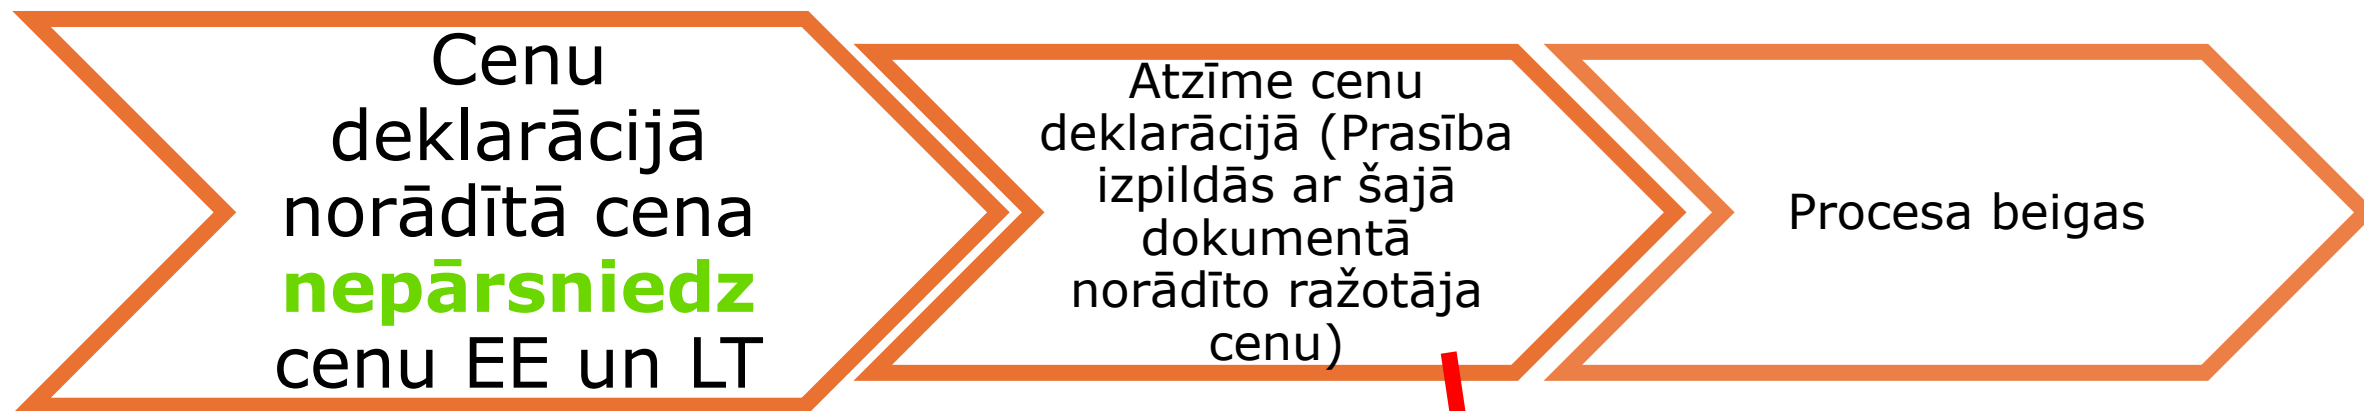 Cenu
deklarācijā
norādītā cena
nepārsniedz
cenu EE un LT
Atzīme cenu
deklarācijā (Prasība
izpildās ar šajā
dokumentā
norādīto ražotāja
cenu)
Procesa beigas